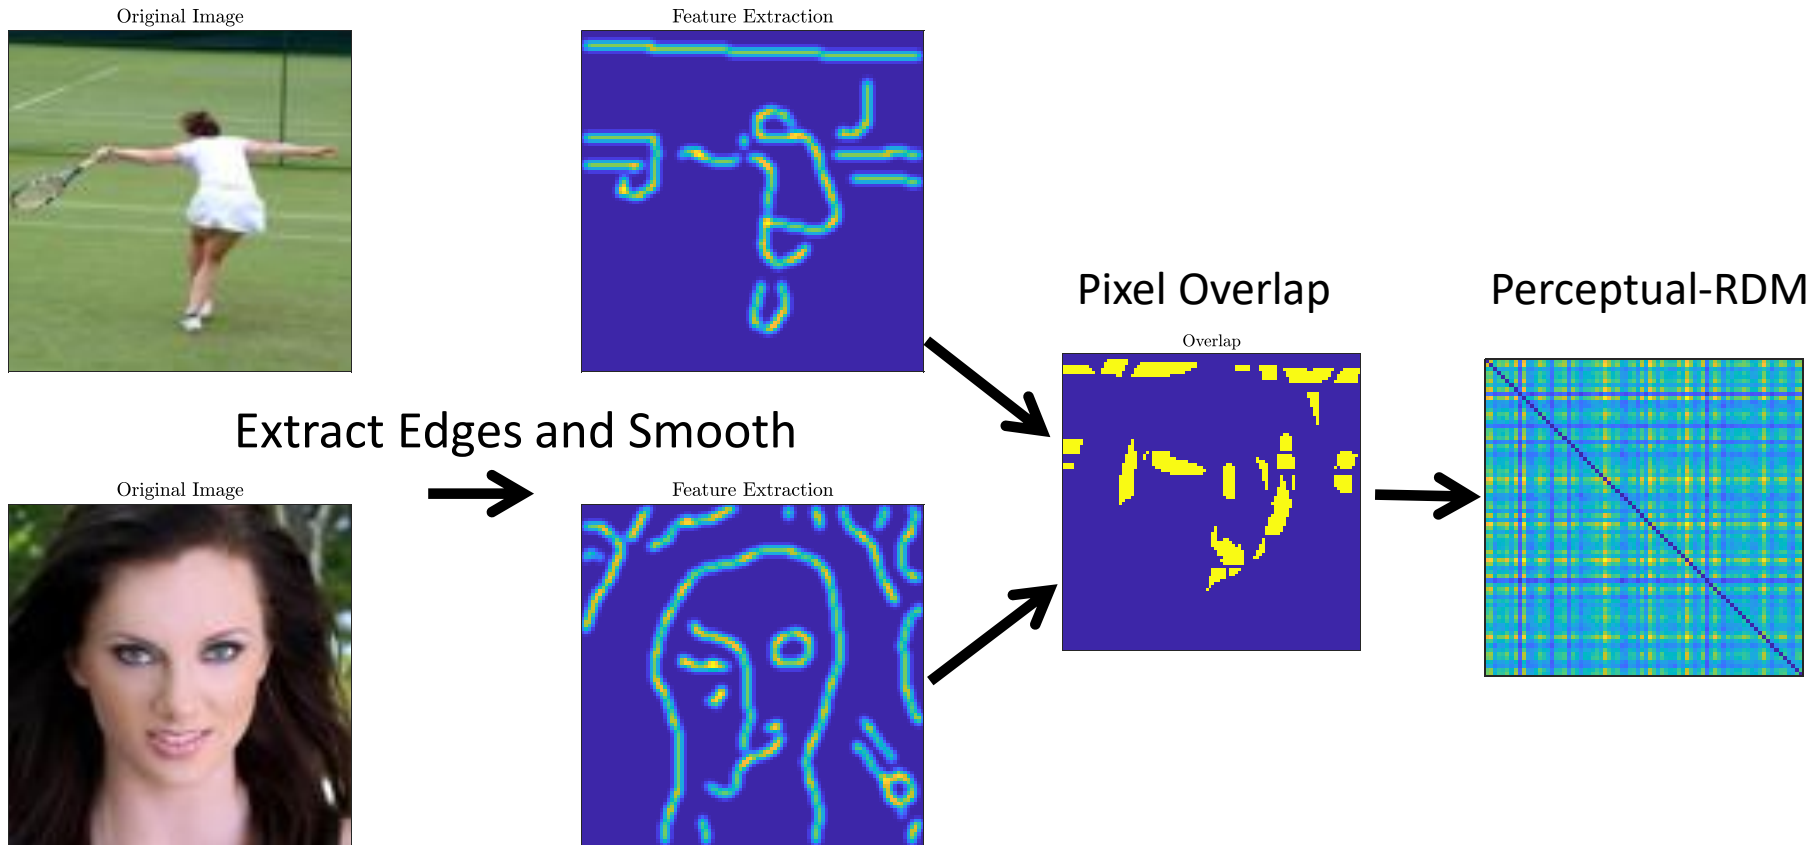 Original Image
Feature Extraction
Extract Edges and Smooth
Original Image
Feature Extraction
Pixel Overlap
Overlap
Perceptual-RDM